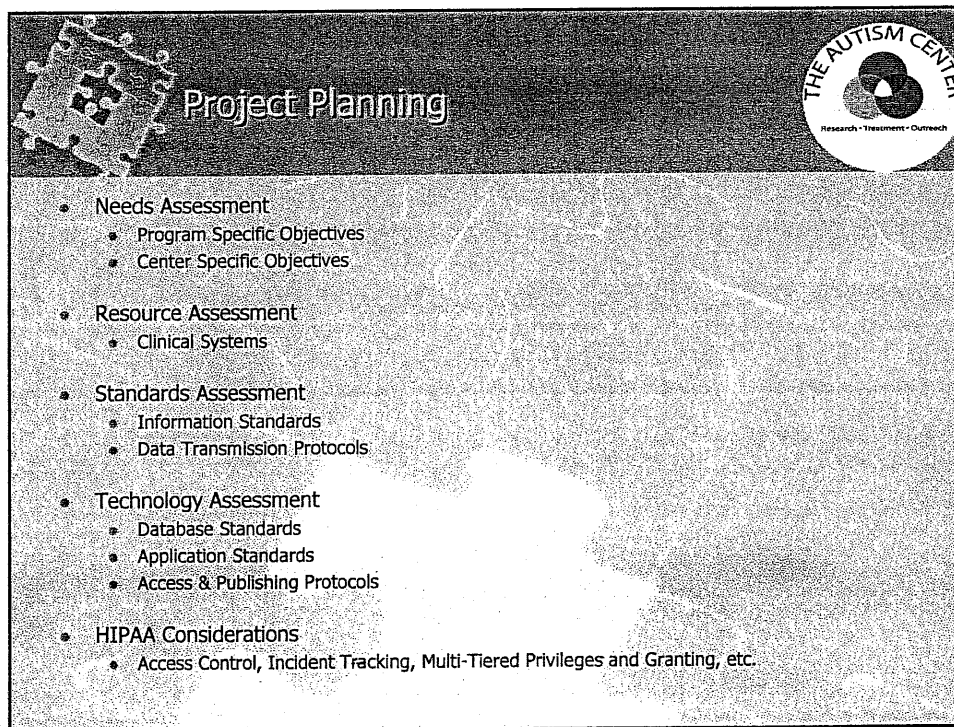 Project Planning
THE AUTISM CENTER
Research • Treatment • Outreach
• Needs Assessment
• Program Specific Objectives
• Center Specific Objectives
• Resource Assessment
• Clinical Systems
• Standards Assessment
• Information Standards
• Data Transmission Protocols
• Technology Assessment
• Database Standards
• Application Standards
• Access & Publishing Protocols
• HIPAA Considerations
• Access Control, Incident Tracking, Multi-Tiered Privileges and Granting, etc.